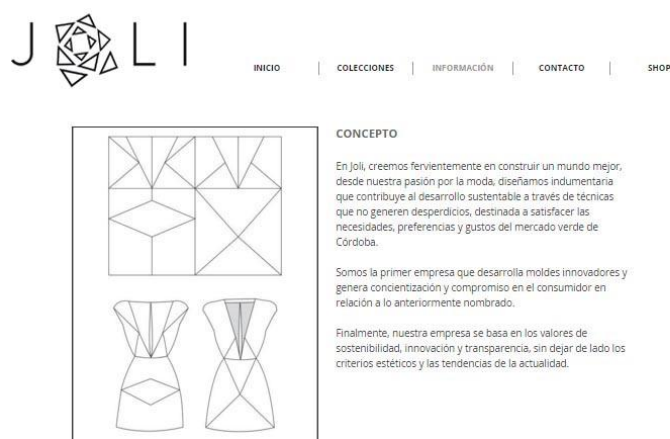 JOLI
INICIO | COLECCIONES | INFORMACIÓN | CONTACTO | SHOP
CONCEPTO
En Joli, creemos fervientemente en construir un mundo mejor,
desde nuestra pasión por la moda, diseñamos indumentaria
que contribuye al desarrollo sustentable a través de técnicas
que no generen desperdicios, destinada a satisfacer las
necesidades, preferencias y gustos del mercado verde de
Córdoba.
Somos la primer empresa que desarrolla moldes innovadores y
genera concientización y compromiso en el consumidor en
relación a lo anteriormente nombrado.
Finalmente, nuestra empresa se basa en los valores de
sostenibilidad, innovación y transparencia, sin dejar de lado los
criterios estéticos y las tendencias de la actualidad.